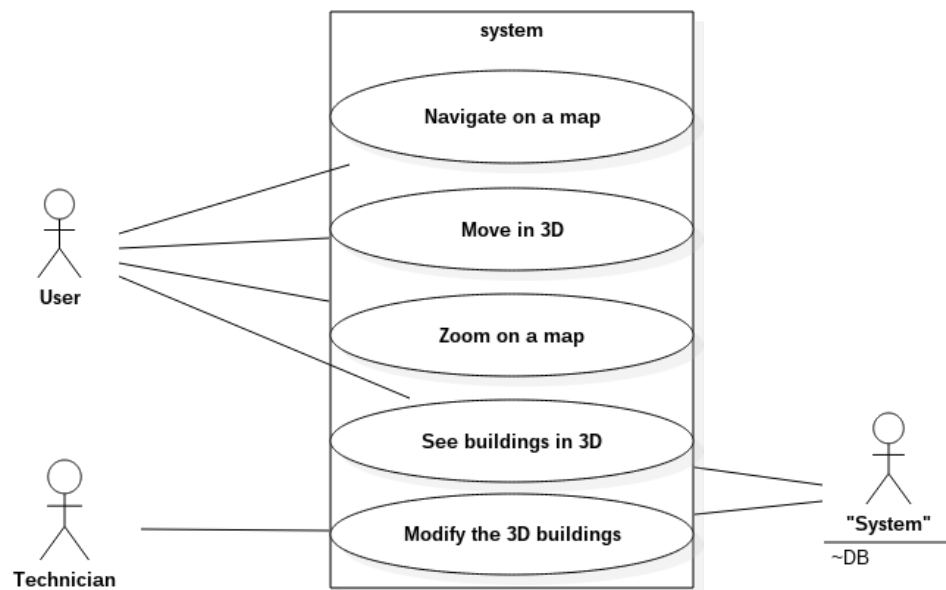 system
Navigate on a map
Move in 3D
User
Zoom on a map
See buildings in 3D
"System"
~DB
Modify the 3D buildings
Technician